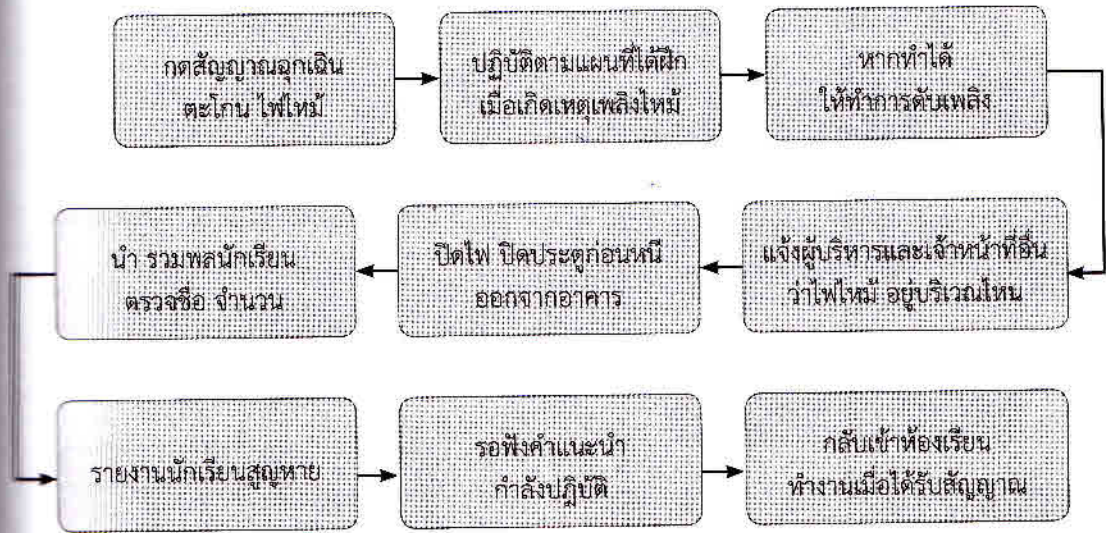 กดสัญญาณฉุกเฉิน
ตะโกน ไฟไหม้
ปฏิบัติตามแผนที่ได้ฝึก
เมื่อเกิดเหตุเพลิงไหม้
หากทำได้
ให้ทำการดับเพลิง
แจ้งผู้บริหารและเจ้าหน้าที่อื่น
ว่าไฟไหม้ อยู่บริเวณไหน
ปิดไฟ ปิดประตูก่อนหนี
ออกจากอาคาร
นำ รวมพลนักเรียน
ตรวจชื่อ จำนวน
รายงานนักเรียนสูญหาย
รอฟังคำแนะนำ
กำลังปฏิบัติ
กลับเข้าห้องเรียน
ทำงานเมื่อได้รับสัญญาณ